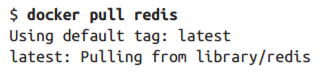 $ docker pull redis
Using default tag: latest
latest: Pulling from library/redis